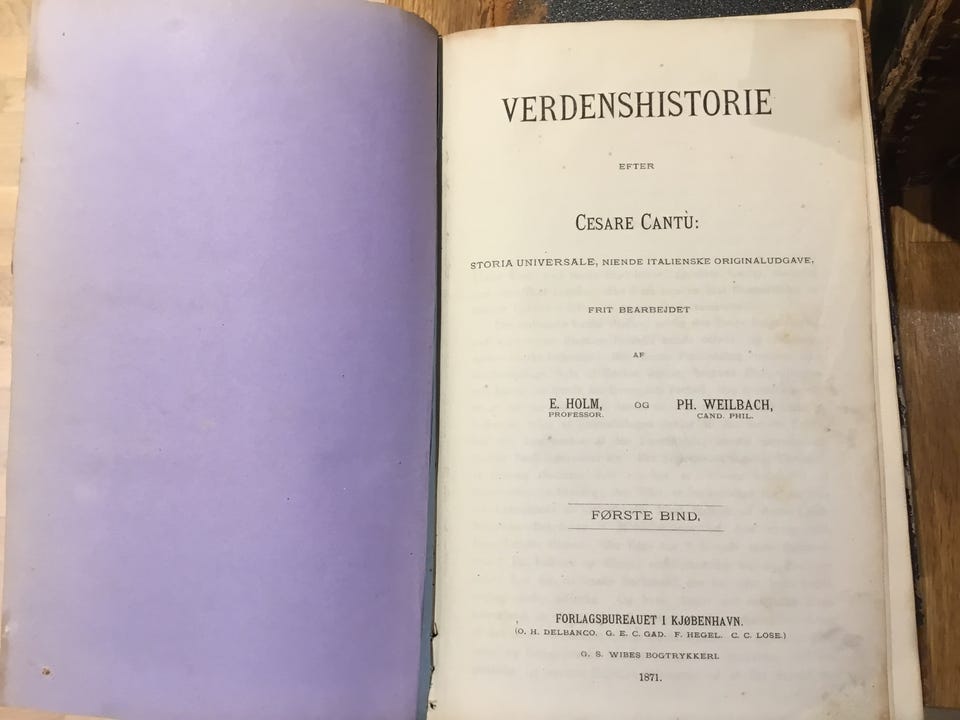 VERDENSHISTORIE
EFTER
CESARE CANTÙ:
STORIA UNIVERSALE, NIENDE ITALIENSKE ORIGINALUDGAVE,
FRIT BEARBEJDET
AF
E. HOLM, OG PH. WEILBACH,
PROFESSOR. CAND. PHIL.
FØRSTE BIND.
FORLAGSBUREAUET I KJØBENHAVN.
(O. H. DELBANCO. G. E. C. GAD. F. HEGEL. C. C. LOSE.)
G. S. WIBES BOGTRYKKERI.
1871.